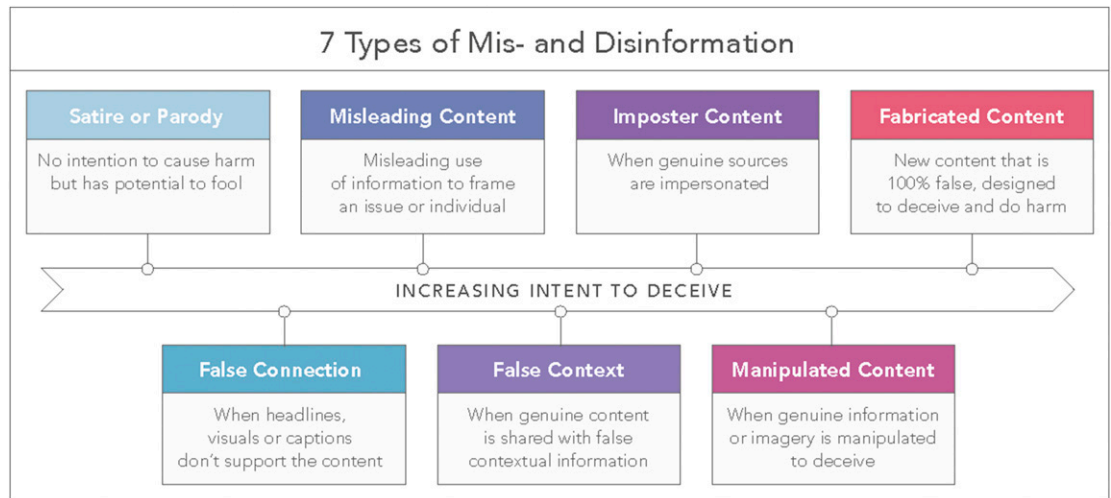 7 Types of Mis- and Disinformation
Satire or Parody
No intention to cause harm
but has potential to fool
Misleading Content
Misleading use
of information to frame
an issue or individual
Imposter Content
When genuine sources
are impersonated
Fabricated Content
New content that is
100% false, designed
to deceive and do harm
INCREASING INTENT TO DECEIVE
False Connection
When headlines,
visuals or captions
don't support the content
False Context
When genuine content
is shared with false
contextual information
Manipulated Content
When genuine information
or imagery is manipulated
to deceive